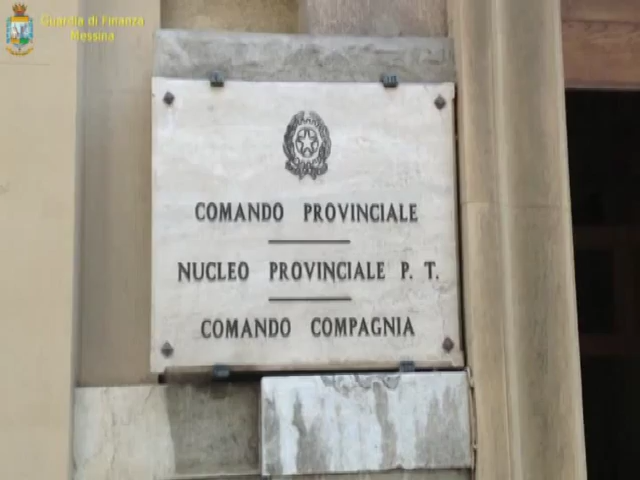 Guardia di Finanza
Messina
COMANDO PROVINCIALE
NUCLEO PROVINCIALE P. T.
COMANDO COMPAGNIA